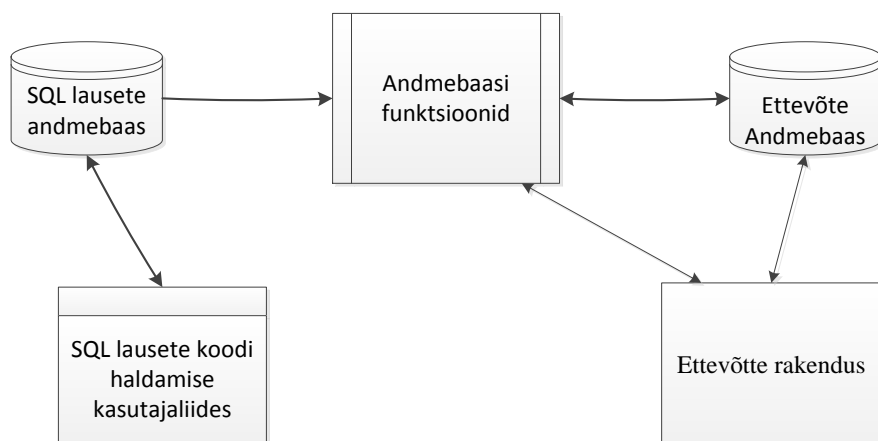 SQL lausete
andmebaas
Andmebaasi
funktsioonid
Ettevõte
Andmebaas
SQL lausete koodi
haldamise
kasutajaliides
Ettevõtte rakendus